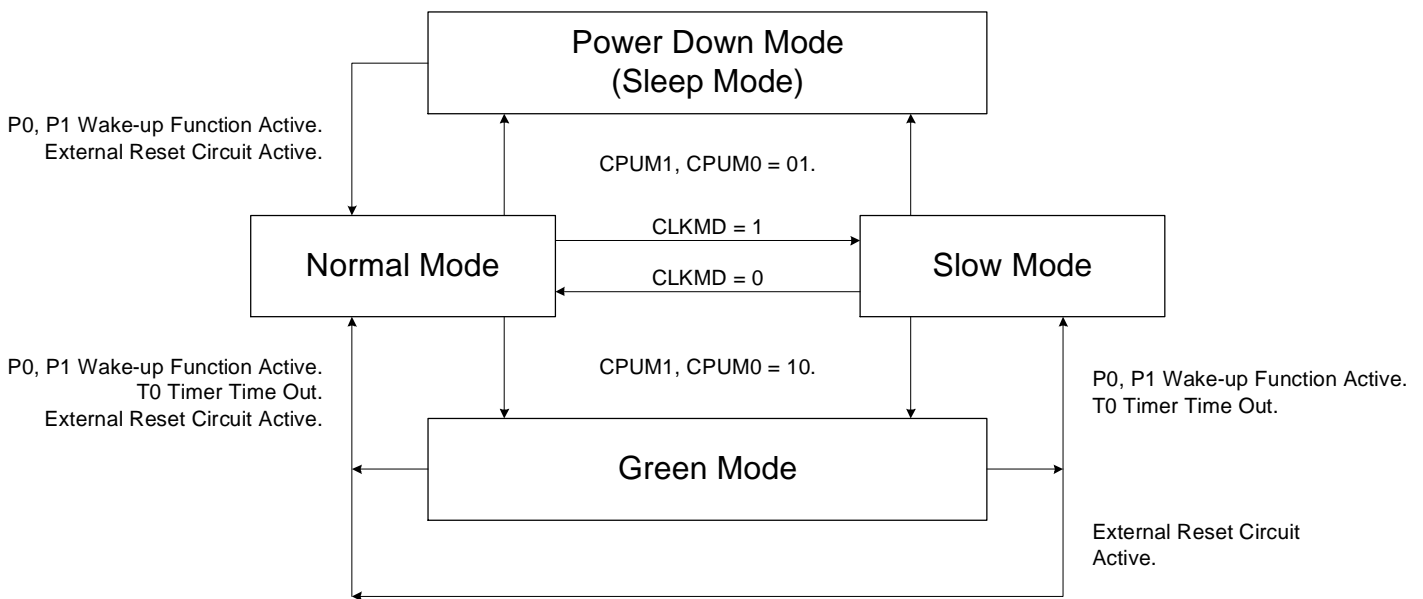 Power Down Mode
(Sleep Mode)
P0, P1 Wake-up Function Active.
External Reset Circuit Active.
CPUM1, CPUM0 = 01.
CLKMD = 1
Normal Mode
Slow Mode
CLKMD = 0
P0, P1 Wake-up Function Active.
T0 Timer Time Out.
External Reset Circuit Active.
CPUM1, CPUM0 = 10.
P0, P1 Wake-up Function Active.
T0 Timer Time Out.
Green Mode
External Reset Circuit
Active.